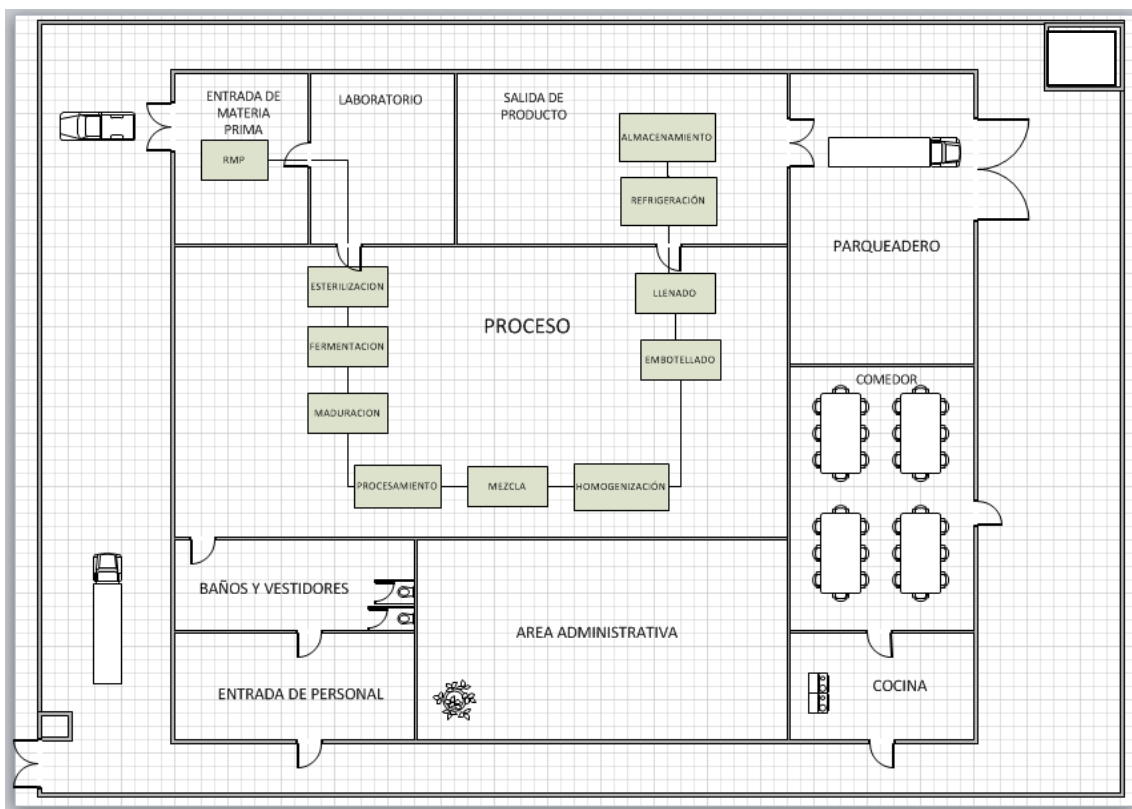 ENTRADA DE
MATERIA
PRIMA
RMP
LABORATORIO
SALIDA DE
PRODUCTO
ALMACENAMIENTO
REFRIGERACIÓN
PARQUEADERO
ESTERILIZACION
LLENADO
PROCESO
FERMENTACION
EMBOTELLADO
MADURACION
COMEDOR
PROCESAMIENTO
MEZCLA
HOMOGENIZACIÓN
BAÑOS Y VESTIDORES
AREA ADMINISTRATIVA
ENTRADA DE PERSONAL
COCINA